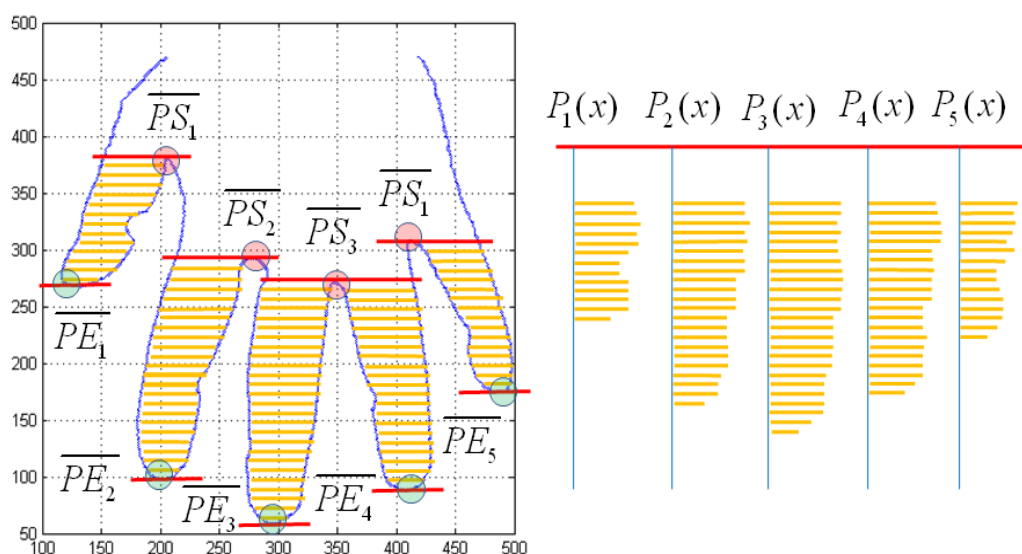 500
450
400
350
300
250
200
150
100
50
100 150 200 250 300 350 400 450 500
PS₁
PS₂
PS₃
PS₁
PE₁
PE₂
PE₃
PE₄
PE₅
P₁(x) P₂(x) P₃(x) P₄(x) P₅(x)